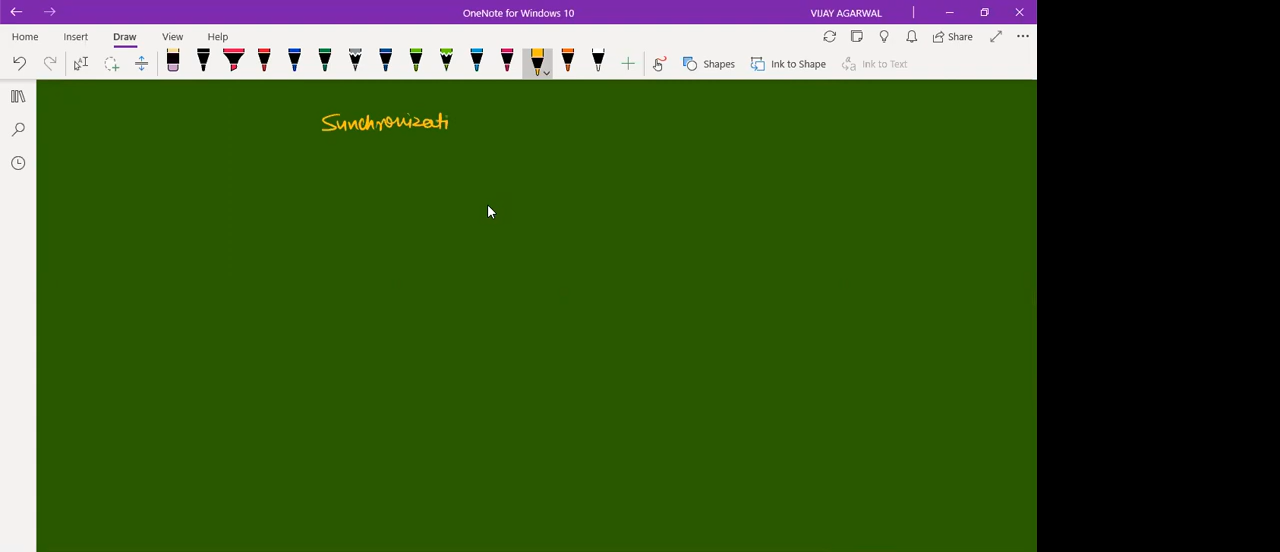 OneNote for Windows 10
VIJAY AGARWAL
Home Insert Draw View Help
Share
Shapes Ink to Shape Ink to Text
Sunchronizati